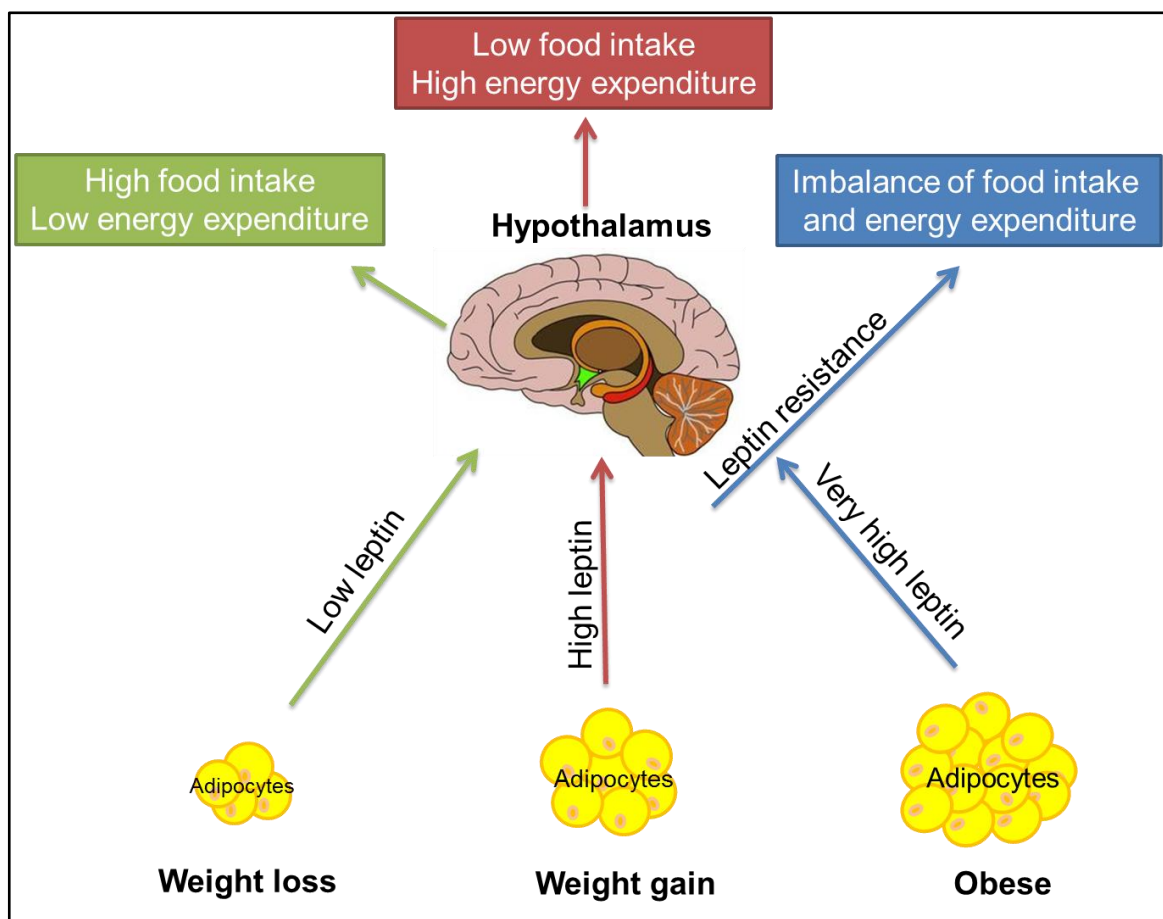 Low food intake
High energy expenditure
High food intake
Low energy expenditure
Imbalance of food intake
and energy expenditure
Hypothalamus
Leptin resistance
Low leptin
High leptin
Very high leptin
Adipocytes
Adipocytes
Adipocytes
Weight loss
Weight gain
Obese